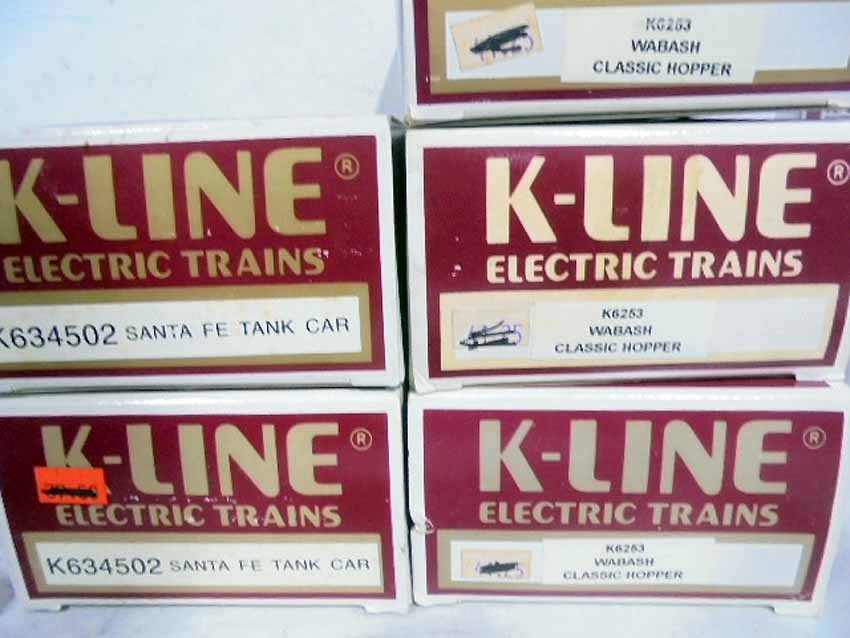 K6253
WABASH
CLASSIC HOPPER
K-LINE®
ELECTRIC TRAINS
K634502 SANTA FE TANK CAR
K-LINE®
ELECTRIC TRAINS
K6253
WABASH
CLASSIC HOPPER
K-LINE®
ELECTRIC TRAINS
K634502 SANTA FE TANK CAR
K-LINE®
ELECTRIC TRAINS
K6253
WABASH
CLASSIC HOPPER